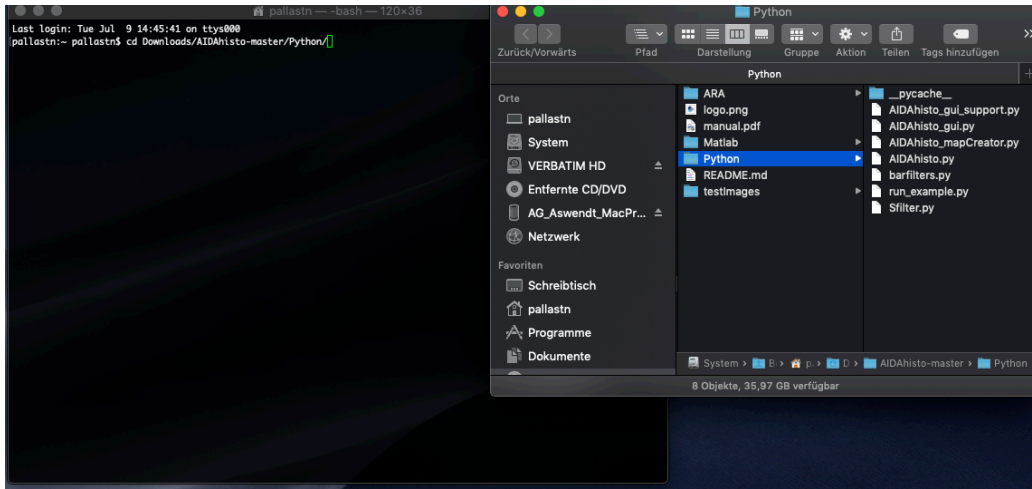 pallastn — -bash — 120×36
Last login: Tue Jul 9 14:45:41 on ttys000
[pallastn:~ pallastn$ cd Downloads/AIDAhisto-master/Python/
Python
Zurück/Vorwärts Pfad Darstellung Gruppe Aktion Teilen Tags hinzufügen
Python
Orte
pallastn
System
VERBATIM HD
Entfernte CD/DVD
AG_Aswendt_MacPr...
Netzwerk
Favoriten
Schreibtisch
pallastn
Programme
Dokumente
ARA
logo.png
manual.pdf
Matlab
Python
README.md
testImages
__pycache__
AIDAhisto_gui_support.py
AIDAhisto_gui.py
AIDAhisto_mapCreator.py
AIDAhisto.py
barfilters.py
run_example.py
Sfilter.py
System › B › p › D › AIDAhisto-master › Python
8 Objekte, 35,97 GB verfügbar